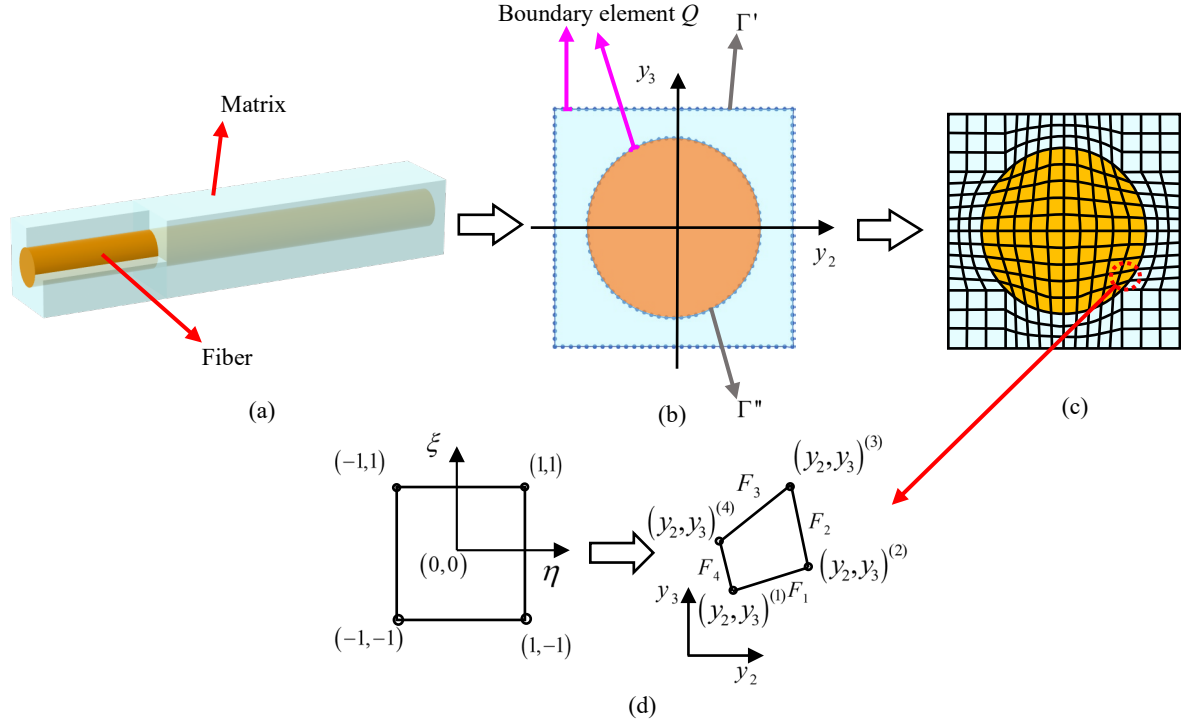 Boundary element Q
Γ'
y₃
Matrix
y₂
Fiber
Γ"
(a)
(b)
(c)
ξ
(−1,1)
(1,1)
(y₂, y₃)⁽³⁾
F₃
(y₂, y₃)⁽⁴⁾
F₂
(0,0)
η
F₄
(y₂, y₃)⁽²⁾
y₃
(y₂, y₃)⁽¹⁾
F₁
(−1,−1)
(1,−1)
y₂
(d)